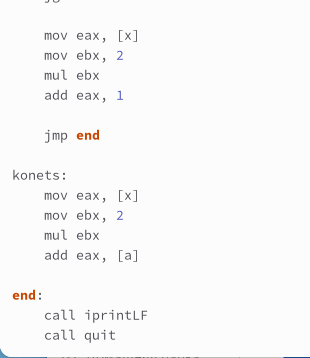 mov eax, [x]
mov ebx, 2
mul ebx
add eax, 1
jmp end
konets:
mov eax, [x]
mov ebx, 2
mul ebx
add eax, [a]
end:
call iprintLF
call quit